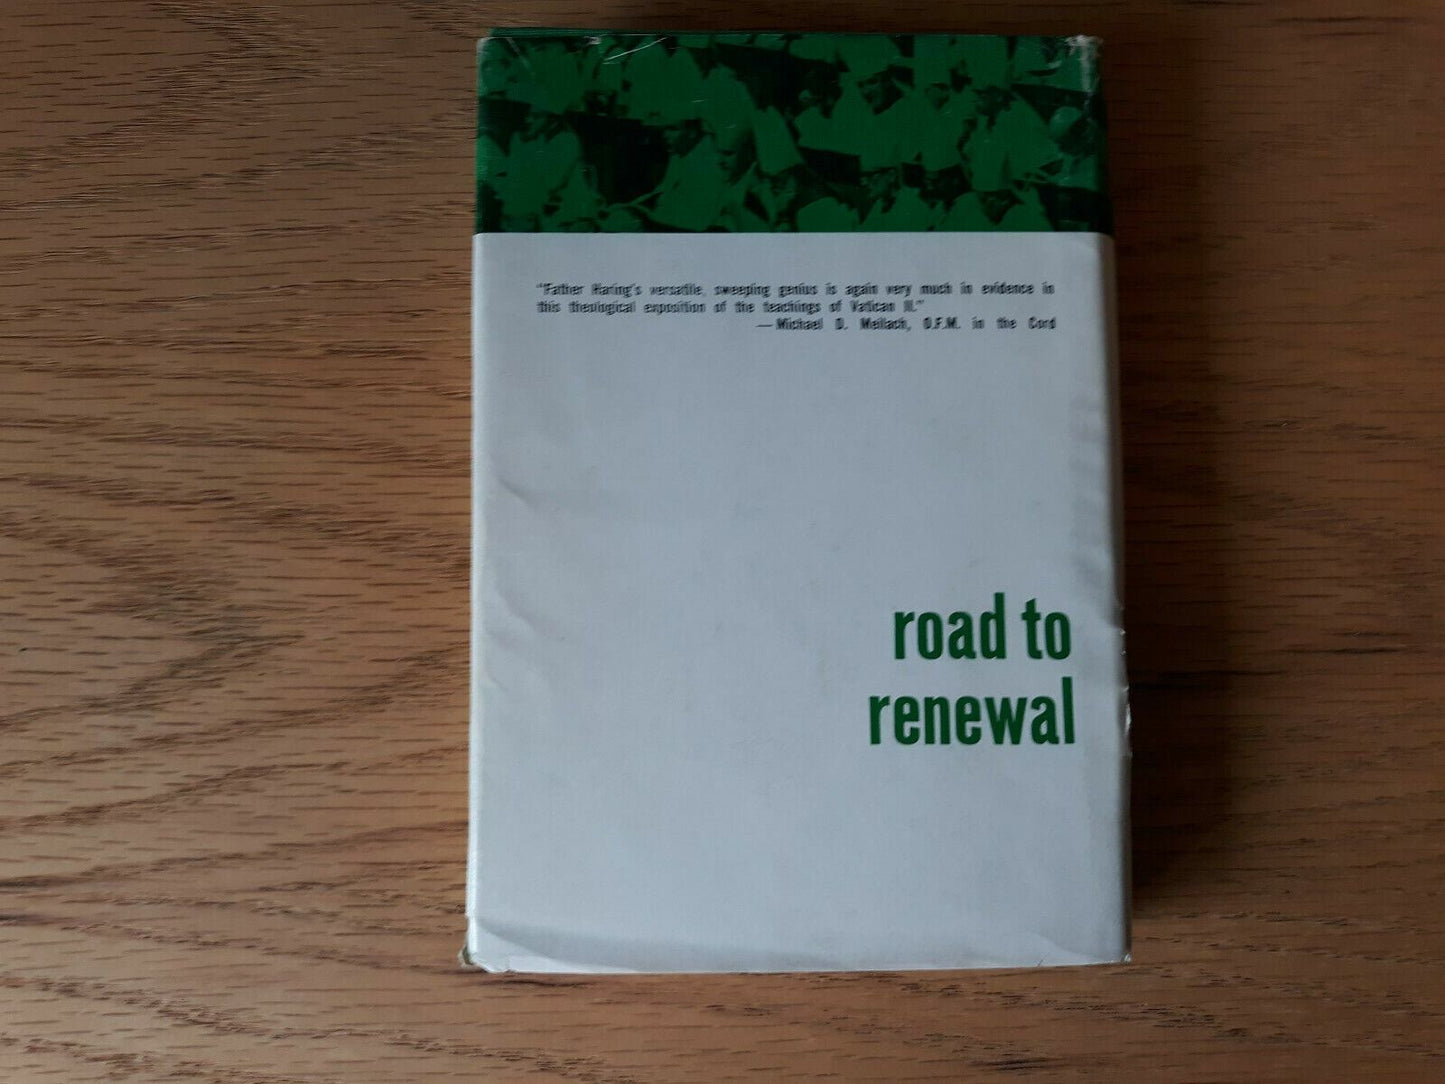 "Father Haring's versatile, sweeping genius is again very much in evidence in
this theological exposition of the teachings of Vatican II."
— Michael D. Meilach, O.F.M. in the Cord
road to
renewal